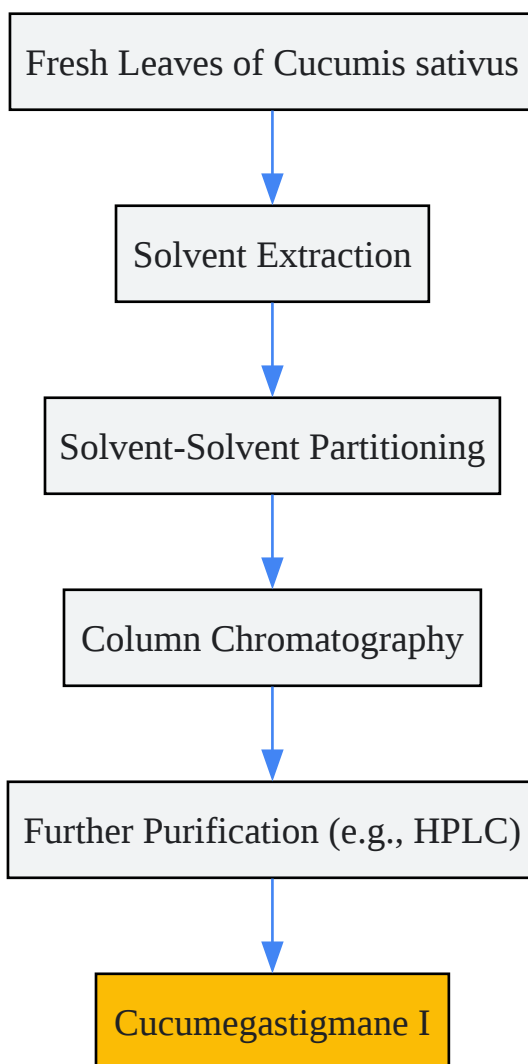 Fresh Leaves of Cucumis sativus
Solvent Extraction
Solvent-Solvent Partitioning
Column Chromatography
Further Purification (e.g., HPLC)
Cucumegastigmane I